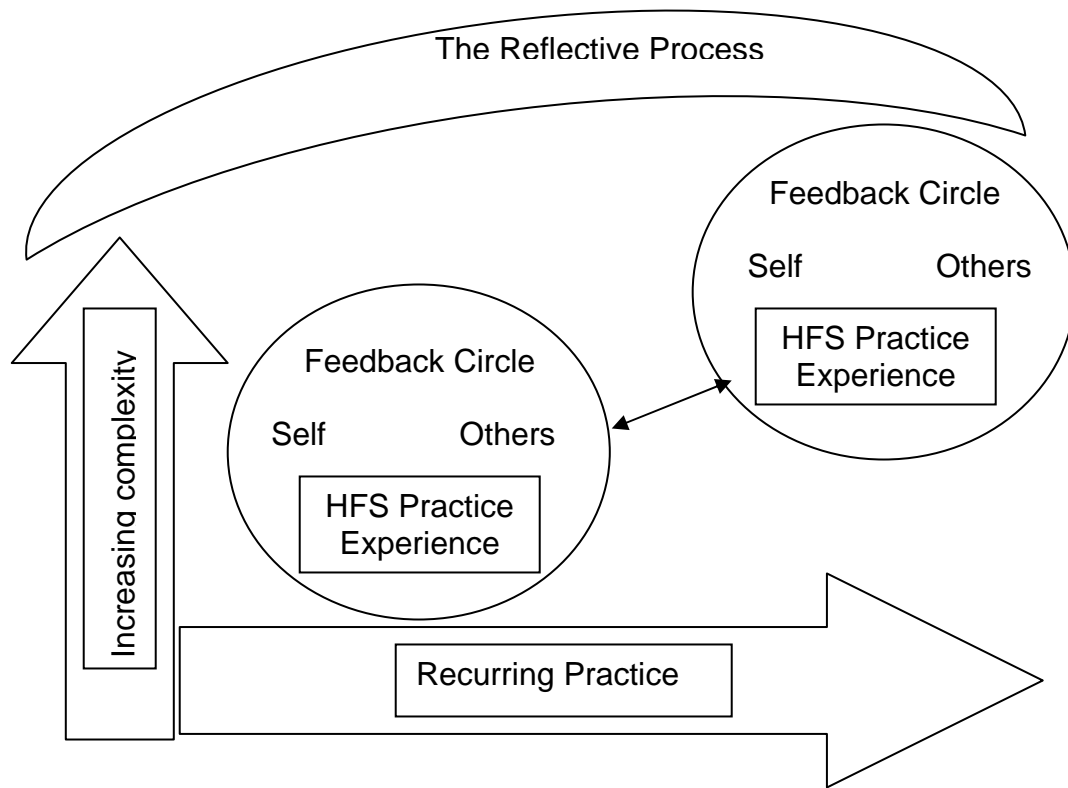 The Reflective Process
Feedback Circle
Self Others
HFS Practice
Experience
Feedback Circle
Self Others
HFS Practice
Experience
Increasing complexity
Recurring Practice